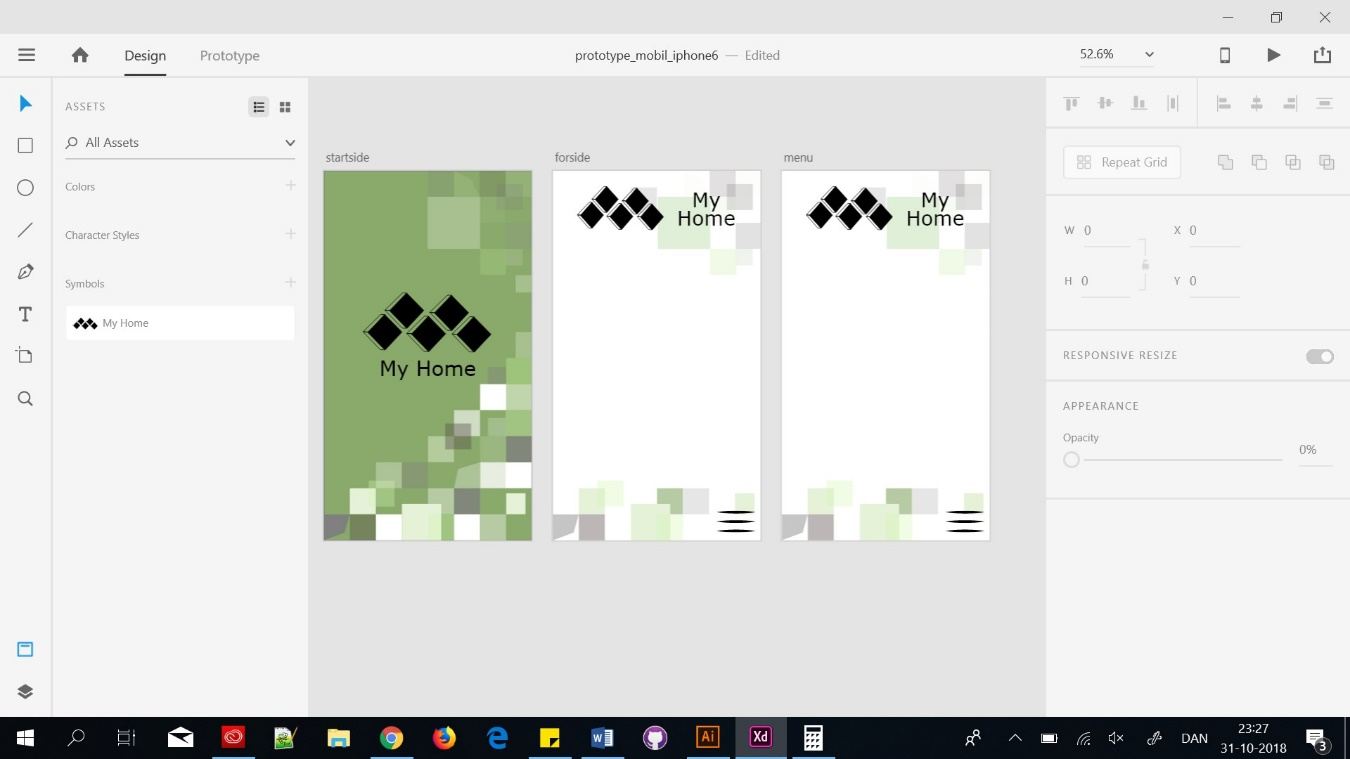 Design
Prototype
prototype_mobil_iphone6 — Edited
52.6%
ASSETS
All Assets
Colors
Character Styles
Symbols
My Home
startside
forside
menu
My Home
My
Home
My
Home
Repeat Grid
W 0
X 0
H 0
Y 0
RESPONSIVE RESIZE
APPEARANCE
Opacity
0%
Ai
Xd
DAN
23:27
31-10-2018
3